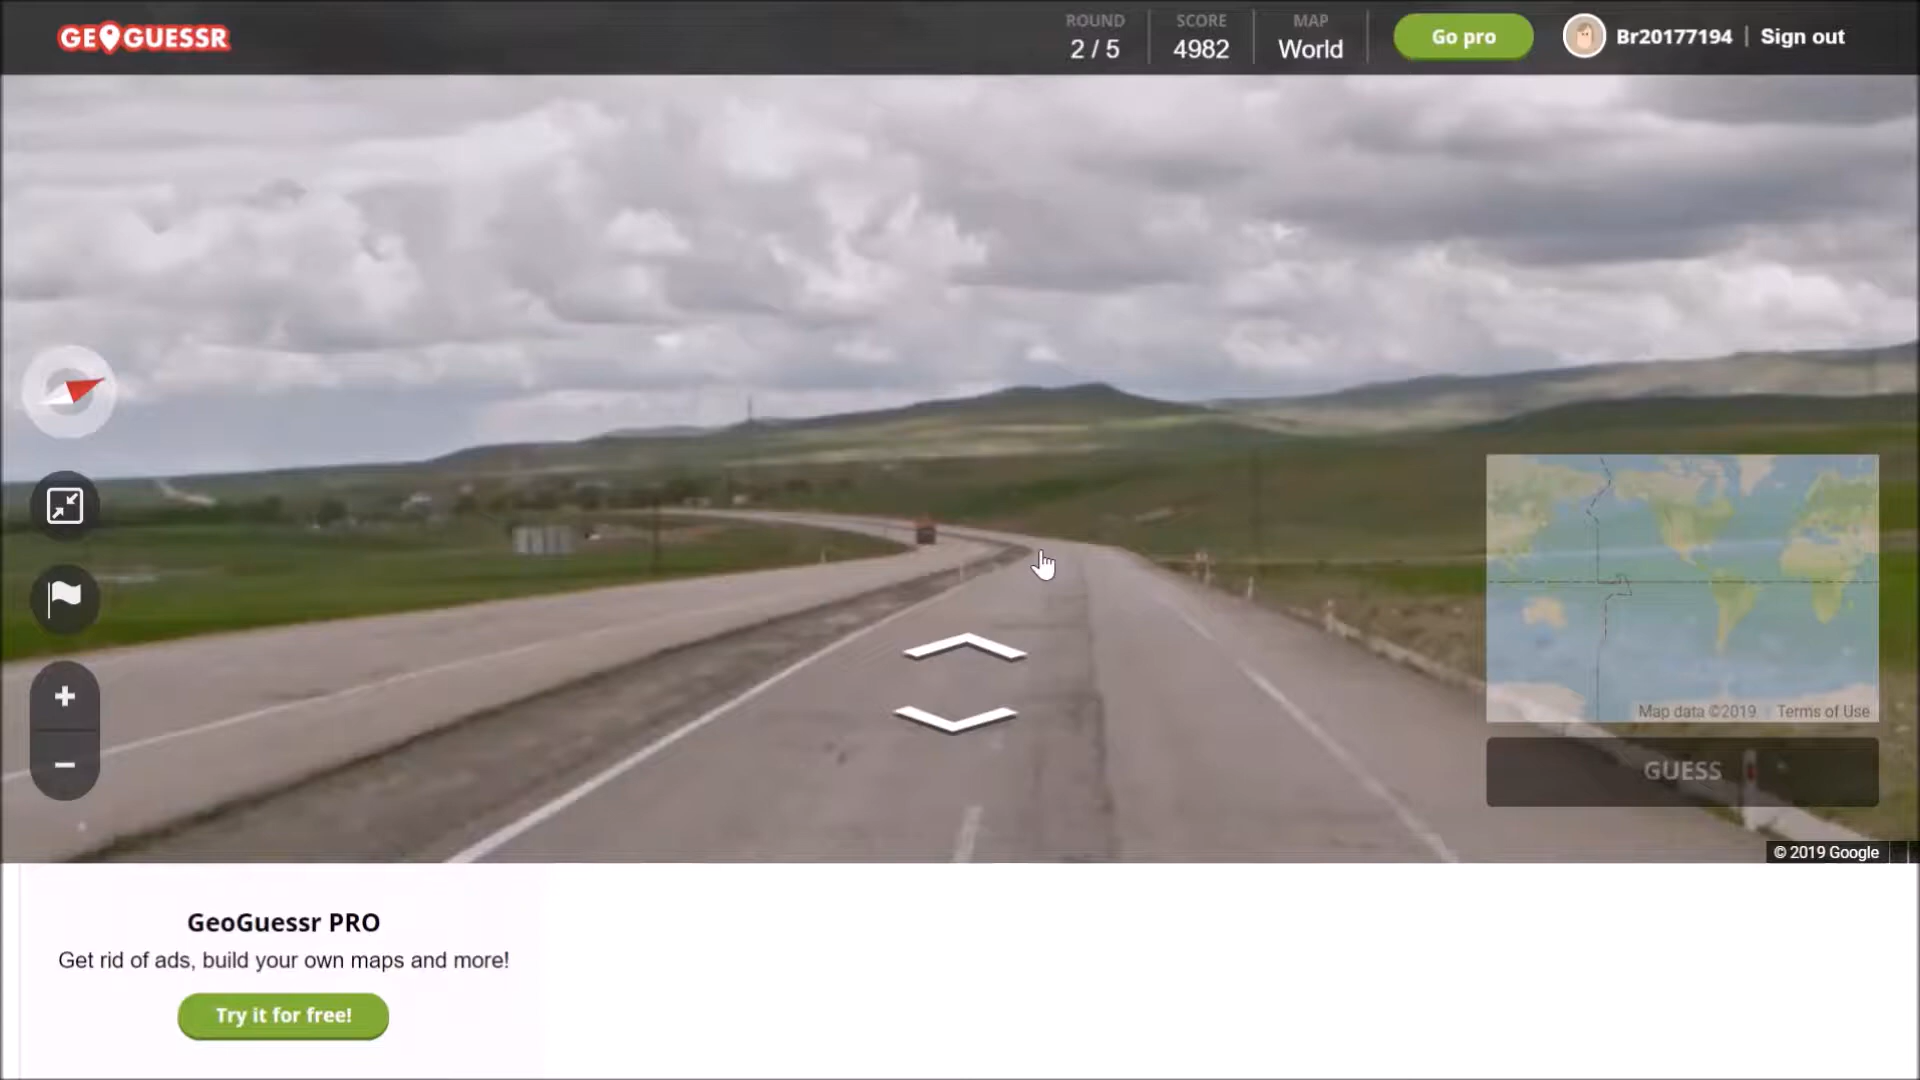 GEOGUESSR
ROUND
2 / 5
SCORE
4982
MAP
World
Go pro
Br20177194 | Sign out
Map data ©2019
Terms of Use
GUESS
© 2019 Google
GeoGuessr PRO
Get rid of ads, build your own maps and more!
Try it for free!